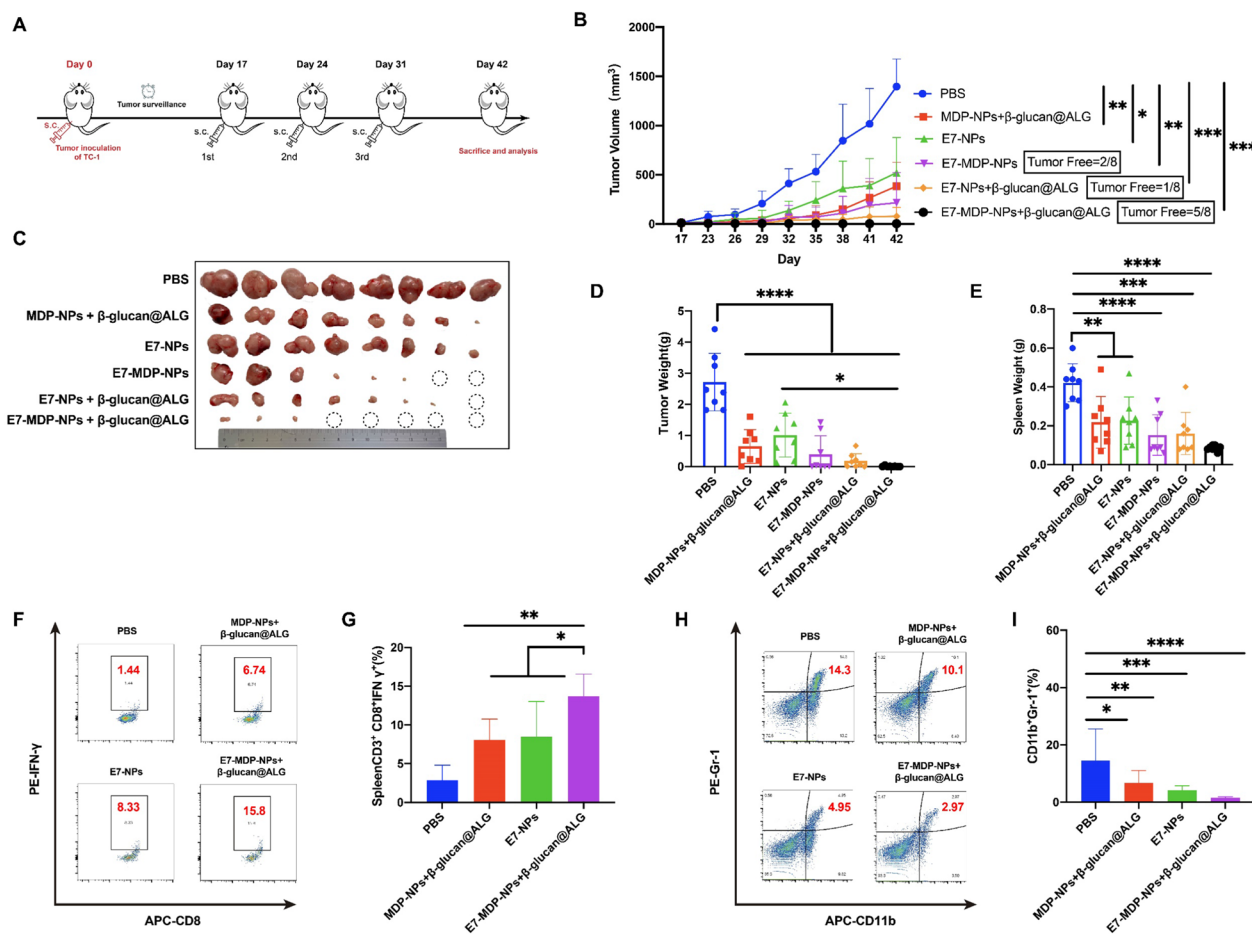 A
Day 0
Day 17
Day 24
Day 31
Day 42
Tumor surveillance
s.c.
s.c.
s.c.
s.c.
Tumor inoculation
of TC-1
1st
2nd
3rd
Sacrifice and analysis
B
Tumor Volume (mm³)
2000
1500
1000
500
0
17 23 26 29 32 35 38 41 42
Day
PBS
MDP-NPs+β-glucan@ALG
E7-NPs
E7-MDP-NPs Tumor Free=2/8
E7-NPs+β-glucan@ALG Tumor Free=1/8
E7-MDP-NPs+β-glucan@ALG Tumor Free=5/8
** * ** *** ***
C
PBS
MDP-NPs + β-glucan@ALG
E7-NPs
E7-MDP-NPs
E7-NPs + β-glucan@ALG
E7-MDP-NPs + β-glucan@ALG
D
Tumor Weight(g)
5
4
3
2
1
0
****
*
PBS
MDP-NPs+β-glucan@ALG
E7-NPs
E7-MDP-NPs
E7-NPs+β-glucan@ALG
E7-MDP-NPs+β-glucan@ALG
E
Spleen Weight (g)
0.8
0.6
0.4
0.2
0.0
****
***
****
**
PBS
MDP-NPs+β-glucan@ALG
E7-NPs
E7-MDP-NPs
E7-NPs+β-glucan@ALG
E7-MDP-NPs+β-glucan@ALG
F
PE-IFN-γ
APC-CD8
PBS
1.44
1.44
MDP-NPs+
β-glucan@ALG
6.74
E7-NPs
8.33
E7-MDP-NPs+
β-glucan@ALG
15.8
G
SpleenCD3⁺ CD8⁺IFN γ⁺(%)
20
15
10
5
0
**
*
PBS
MDP-NPs+β-glucan@ALG
E7-NPs
E7-MDP-NPs+β-glucan@ALG
H
PE-Gr-1
APC-CD11b
PBS
14.3
MDP-NPs+
β-glucan@ALG
10.1
E7-NPs
4.95
E7-MDP-NPs+
β-glucan@ALG
2.97
I
CD11b⁺Gr-1⁺(%)
60
40
20
0
****
***
**
*
PBS
MDP-NPs+β-glucan@ALG
E7-NPs
E7-MDP-NPs+β-glucan@ALG